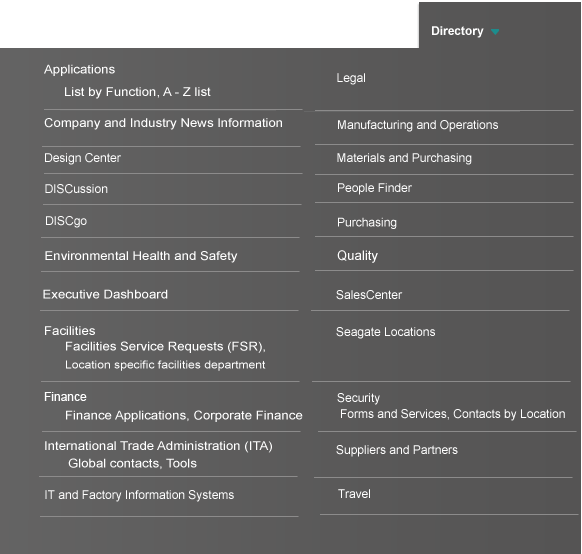 Directory
Applications
List by Function, A - Z list
Company and Industry News Information
Design Center
DISCussion
DISCgo
Environmental Health and Safety
Executive Dashboard
Facilities
Facilities Service Requests (FSR),
Location specific facilities department
Finance
Finance Applications, Corporate Finance
International Trade Administration (ITA)
Global contacts, Tools
IT and Factory Information Systems
Legal
Manufacturing and Operations
Materials and Purchasing
People Finder
Purchasing
Quality
SalesCenter
Seagate Locations
Security
Forms and Services, Contacts by Location
Suppliers and Partners
Travel